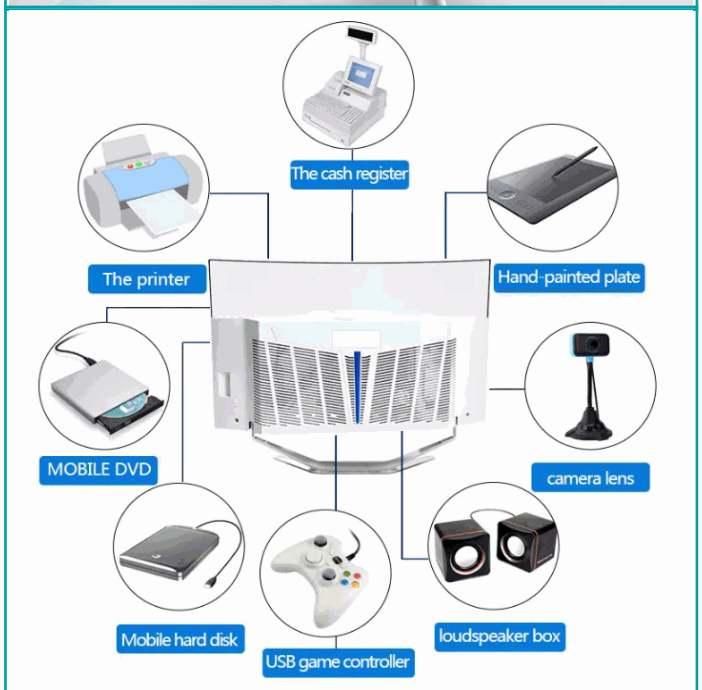 The cash register
The printer
Hand-painted plate
MOBILE DVD
camera lens
Mobile hard disk
USB game controller
loudspeaker box